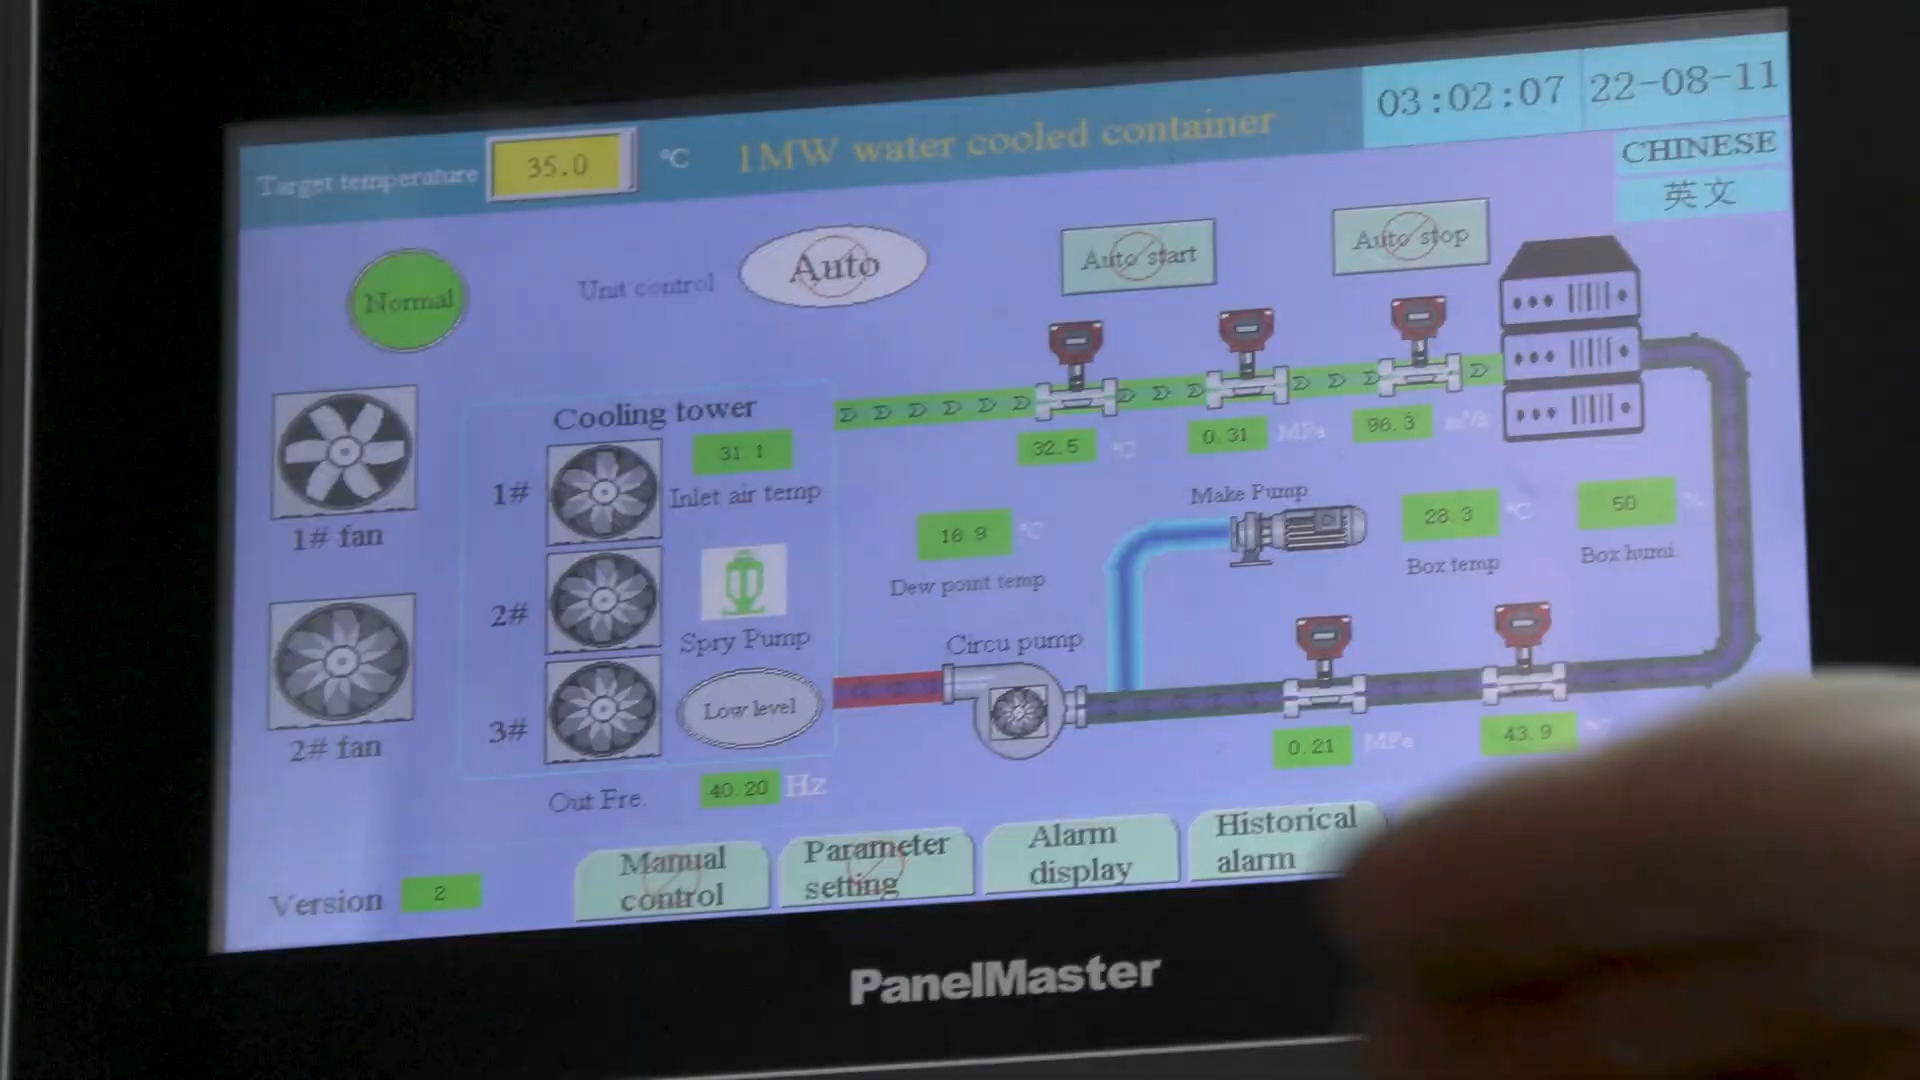 Target temperature 35.0 °C 1MW water cooled container 03:02:07 22-08-11
CHINESE
英文
Normal
Unit control Auto Auto start Auto stop
Cooling tower
1# 31 1
Inlet air temp
32.5 °C 0.31 MPa 96.3 m³/h
1# fan
16 9 °C
Dew point temp
Make Pump
28.3 °C 50
Box temp Box humi.
2#
Spry Pump
Circu pump
2# fan
3# Low level
0.21 MPa 43.9
Out Fre. 40.20 Hz
Version 2
Manual
control
Parameter
setting
Alarm
display
Historical
alarm
PanelMaster